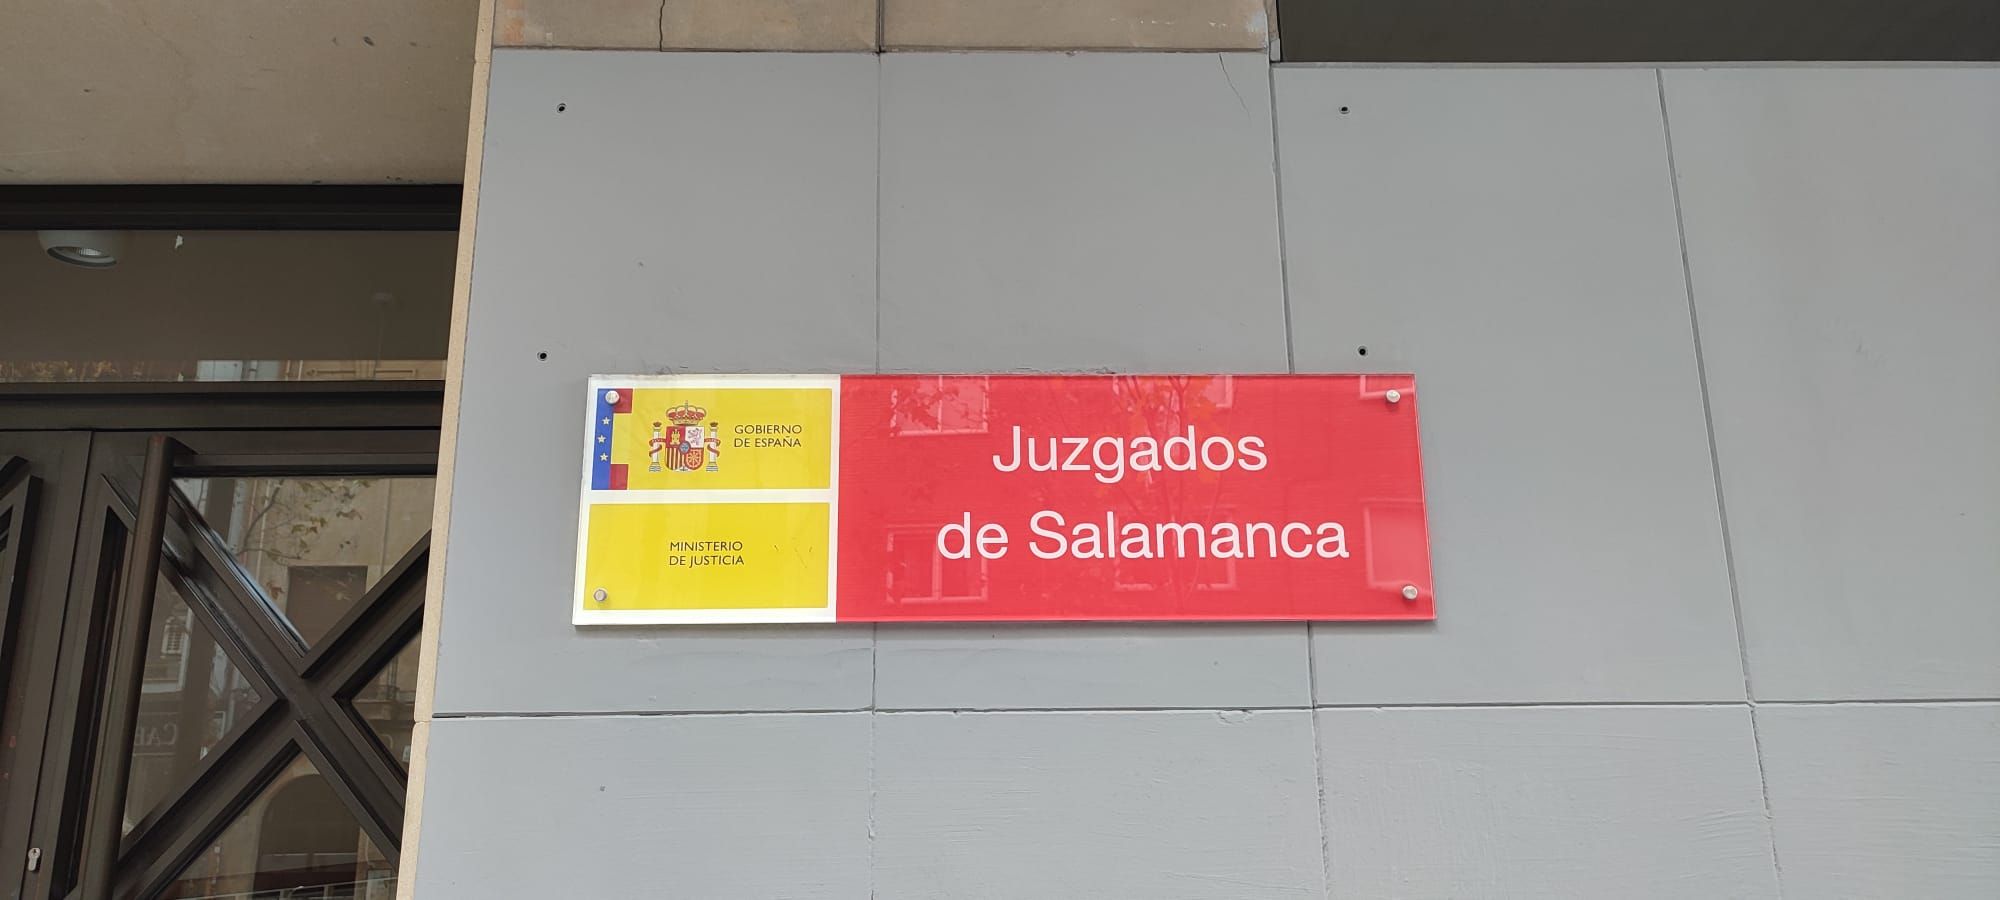 GOBIERNO
DE ESPAÑA
MINISTERIO
DE JUSTICIA
Juzgados
de Salamanca